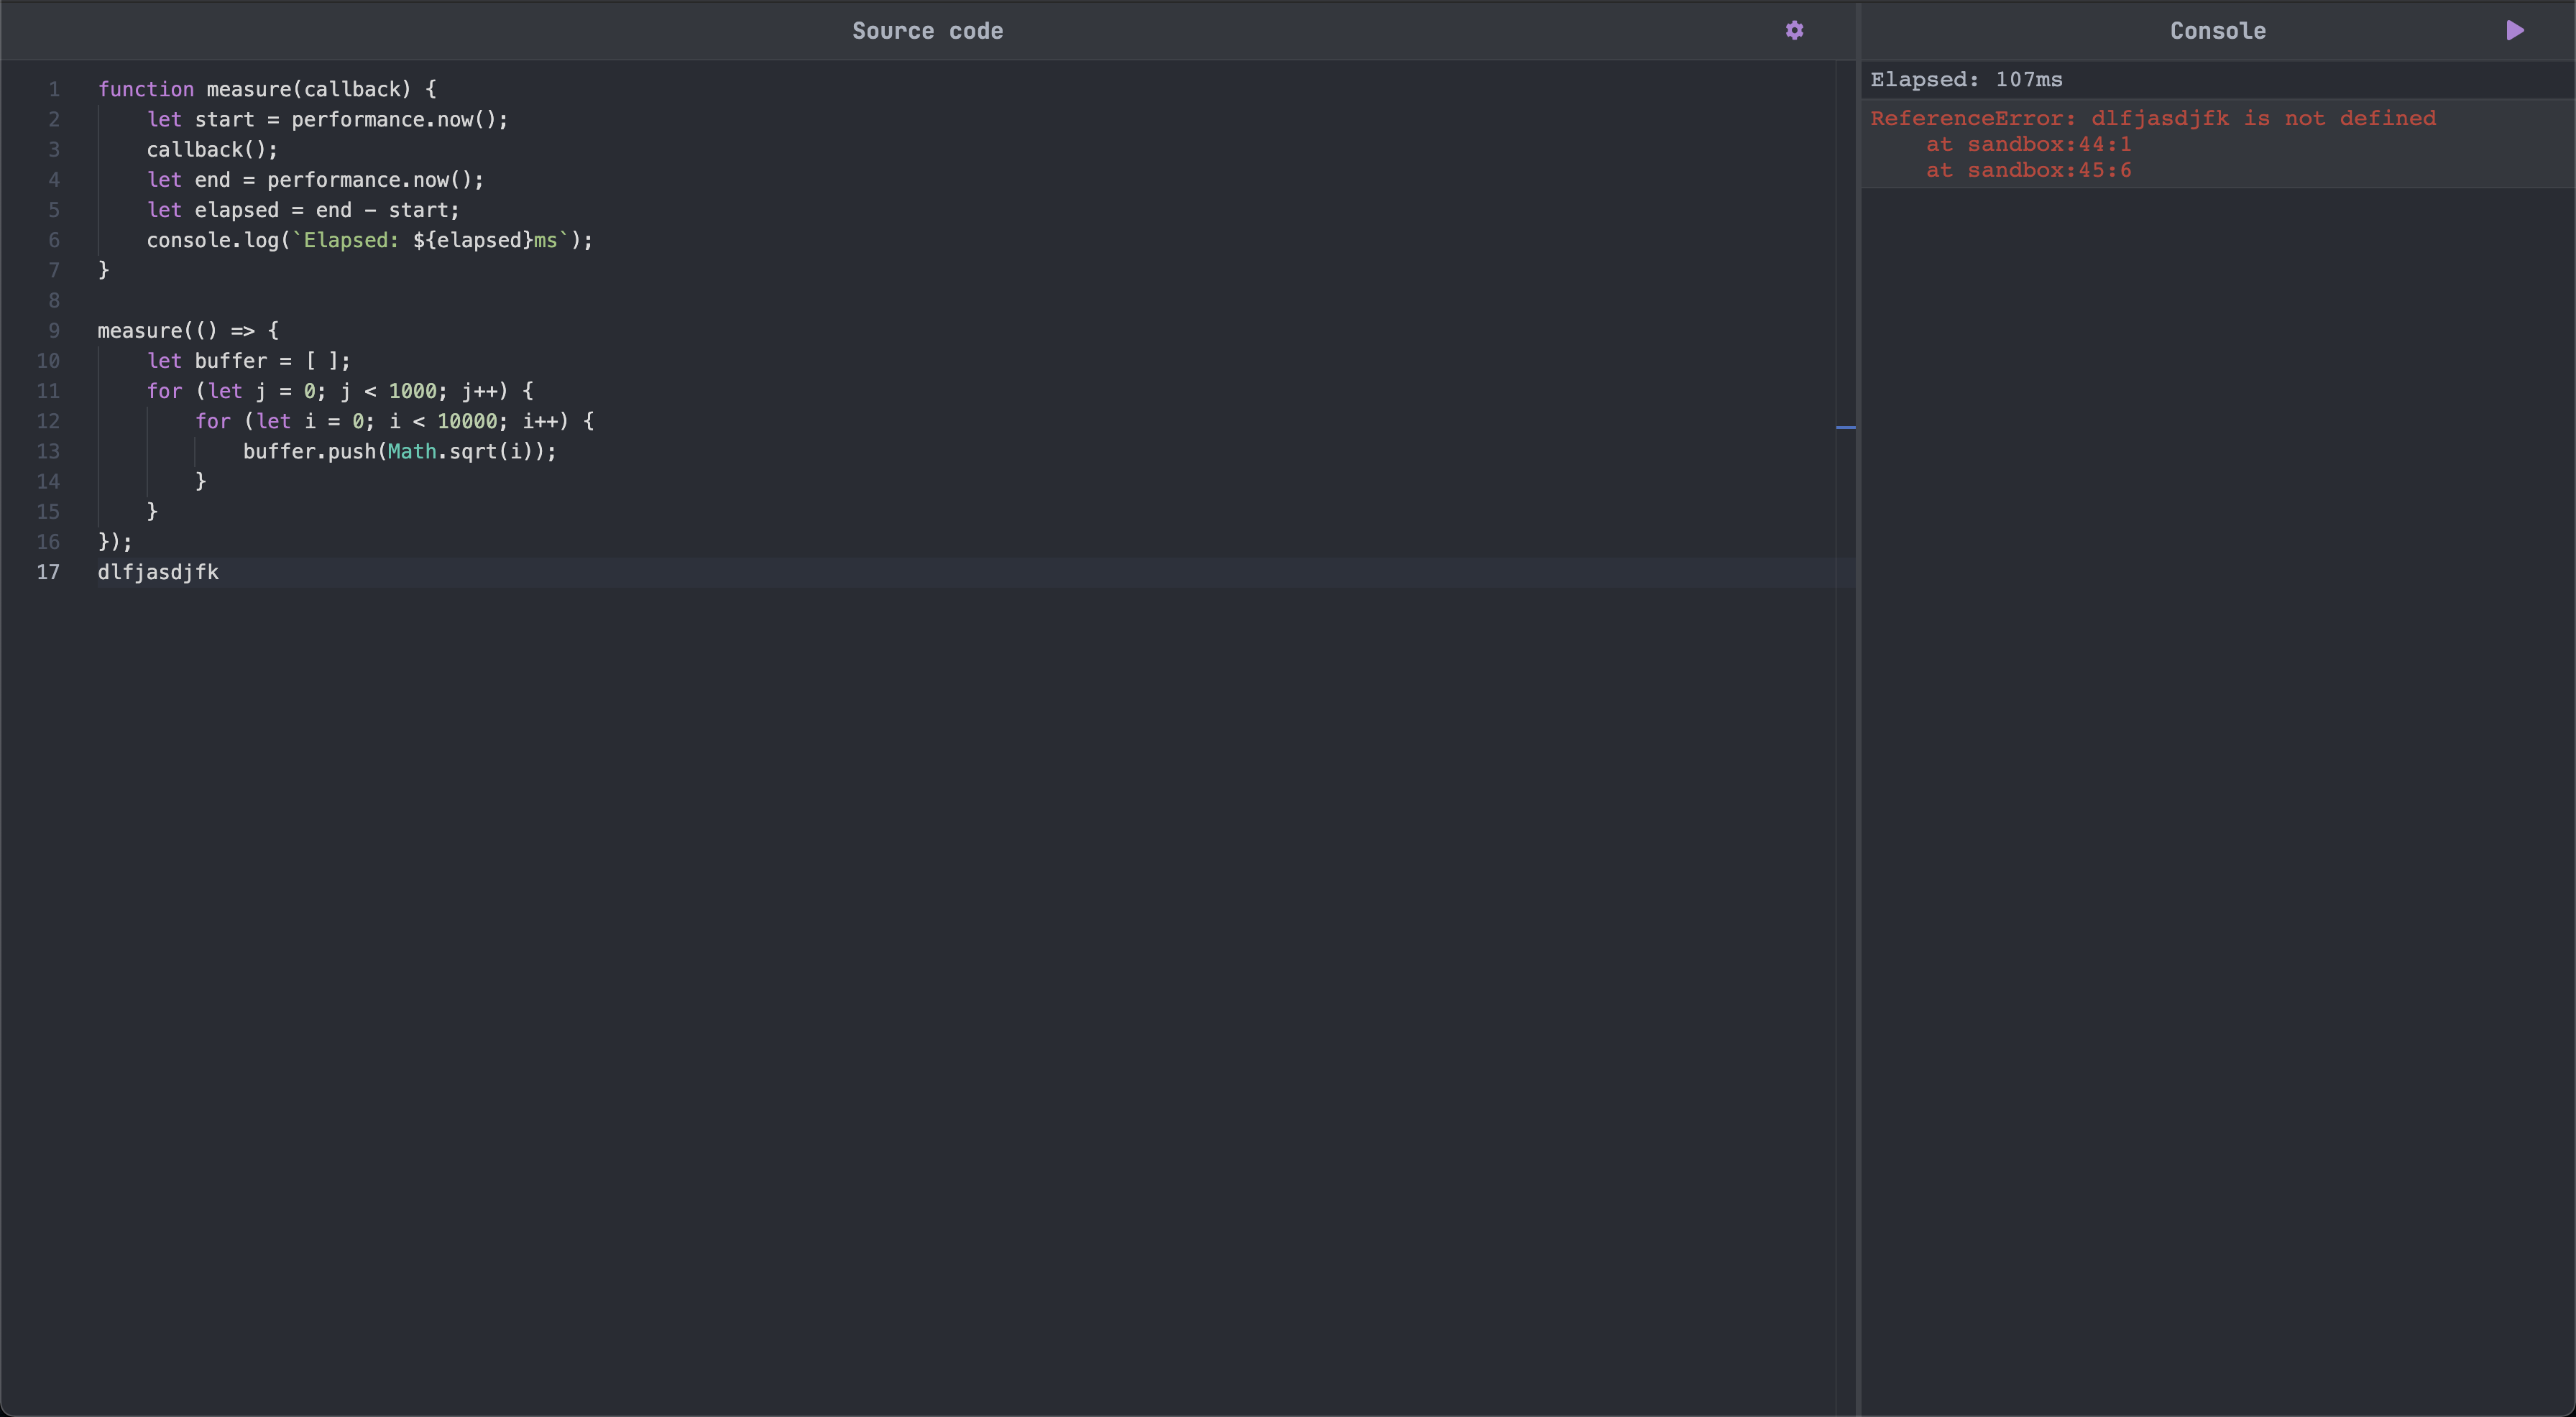 Source code
1 function measure(callback) {
2     let start = performance.now();
3     callback();
4     let end = performance.now();
5     let elapsed = end - start;
6     console.log(`Elapsed: ${elapsed}ms`);
7 }
8
9 measure(() => {
10     let buffer = [ ];
11     for (let j = 0; j < 1000; j++) {
12         for (let i = 0; i < 10000; i++) {
13             buffer.push(Math.sqrt(i));
14         }
15     }
16 });
17 dlfjasdjfk
Console
Elapsed: 107ms
ReferenceError: dlfjasdjfk is not defined
    at sandbox:44:1
    at sandbox:45:6